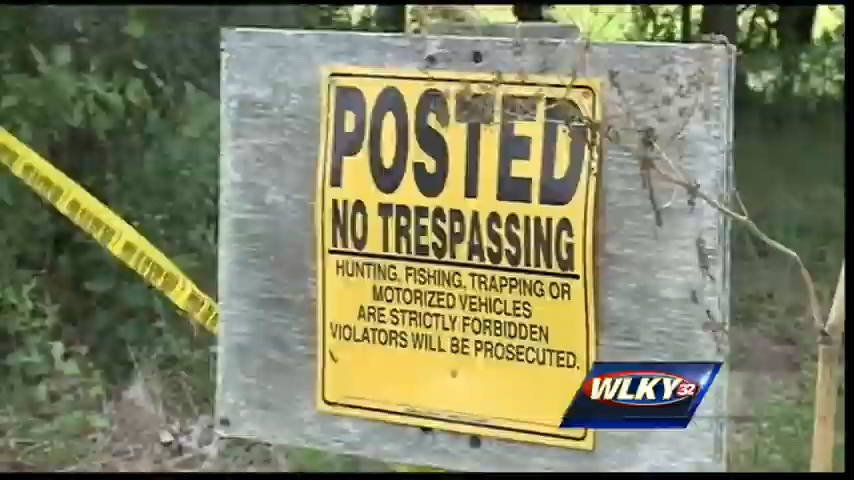 POSTED
NO TRESPASSING
HUNTING, FISHING, TRAPPING OR
MOTORIZED VEHICLES
ARE STRICTLY FORBIDDEN
VIOLATORS WILL BE PROSECUTED.
WLKY 32